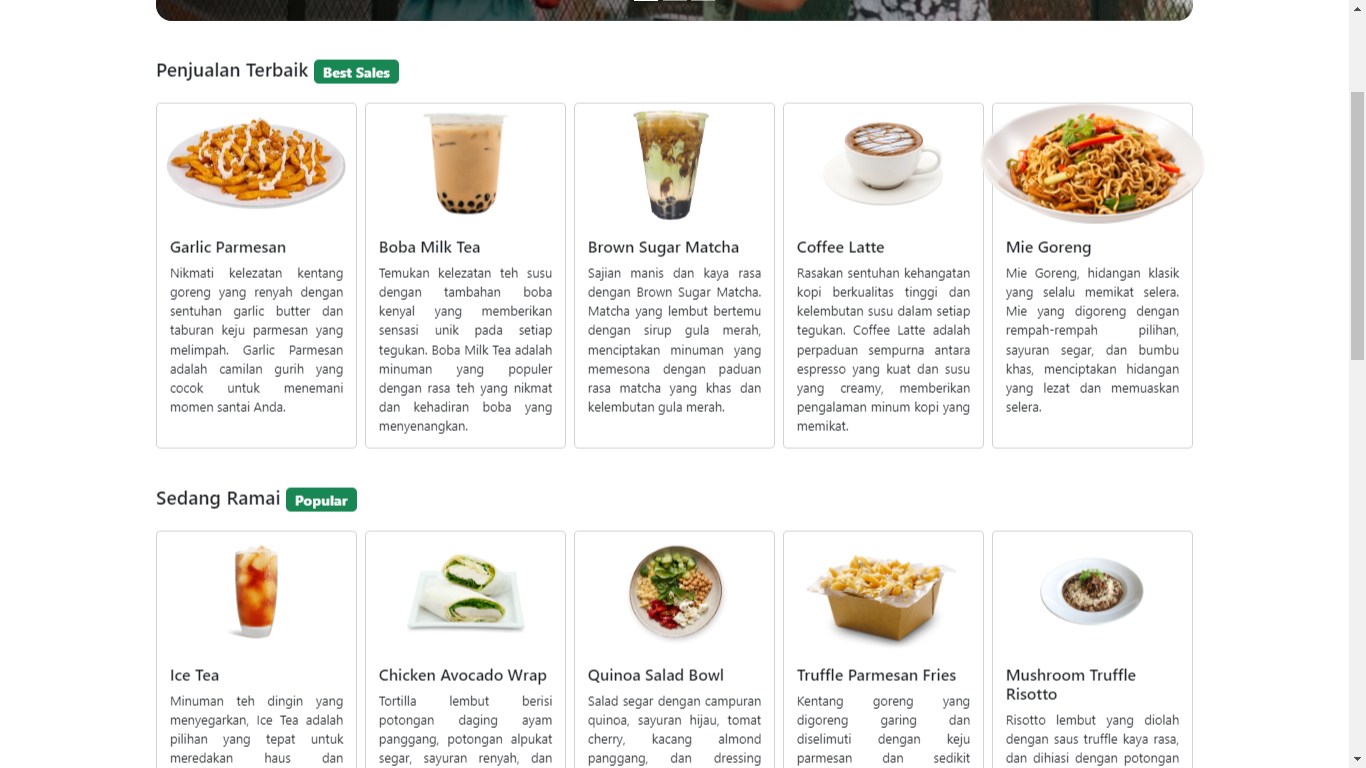 Penjualan Terbaik Best Sales
Garlic Parmesan
Nikmati kelezatan kentang
goreng yang renyah dengan
sentuhan garlic butter dan
taburan keju parmesan yang
melimpah. Garlic Parmesan
adalah camilan gurih yang
cocok untuk menemani
momen santai Anda.
Boba Milk Tea
Temukan kelezatan teh susu
dengan tambahan boba
kenyal yang memberikan
sensasi unik pada setiap
tegukan. Boba Milk Tea adalah
minuman yang populer
dengan rasa teh yang nikmat
dan kehadiran boba yang
menyenangkan.
Brown Sugar Matcha
Sajian manis dan kaya rasa
dengan Brown Sugar Matcha.
Matcha yang lembut bertemu
dengan sirup gula merah,
menciptakan minuman yang
memesona dengan paduan
rasa matcha yang khas dan
kelembutan gula merah.
Coffee Latte
Rasakan sentuhan kehangatan
kopi berkualitas tinggi dan
kelembutan susu dalam setiap
tegukan. Coffee Latte adalah
perpaduan sempurna antara
espresso yang kuat dan susu
yang creamy, memberikan
pengalaman minum kopi yang
memikat.
Mie Goreng
Mie Goreng, hidangan klasik
yang selalu memikat selera.
Mie yang digoreng dengan
rempah-rempah pilihan,
sayuran segar, dan bumbu
khas, menciptakan hidangan
yang lezat dan memuaskan
selera.
Sedang Ramai Popular
Ice Tea
Minuman teh dingin yang
menyegarkan, Ice Tea adalah
pilihan yang tepat untuk
meredakan haus dan
Chicken Avocado Wrap
Tortilla lembut berisi
potongan daging ayam
panggang, potongan alpukat
segar, sayuran renyah, dan
Quinoa Salad Bowl
Salad segar dengan campuran
quinoa, sayuran hijau, tomat
cherry, kacang almond
panggang, dan dressing
Truffle Parmesan Fries
Kentang goreng yang
digoreng garing dan
diselimuti dengan keju
parmesan dan sedikit
Mushroom Truffle
Risotto
Risotto lembut yang diolah
dengan saus truffle kaya rasa,
dan dihiasi dengan potongan